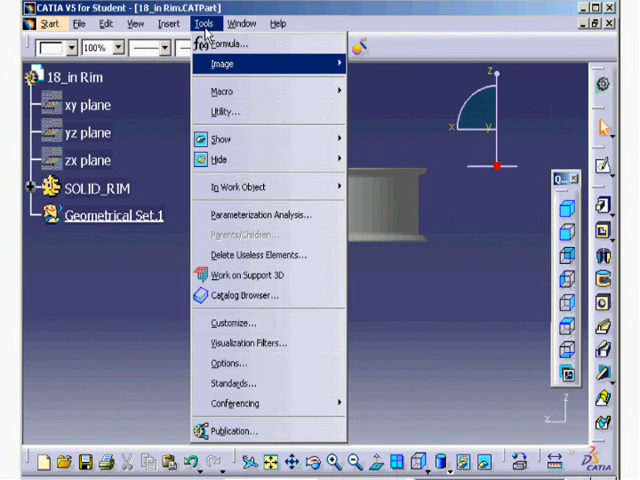 CATIA V5 for Student - [18_in Rim.CATPart]
Start File Edit View Insert Tools Window Help
100%
f(x) Formula...
Image
Macro
Utility...
Show
Hide
In Work Object
Parameterization Analysis...
Parents/Children...
Delete Useless Elements...
Work on Support 3D
Catalog Browser...
Customize...
Visualization Filters...
Options...
Standards...
Conferencing
Publication...
18_in Rim
xy plane
yz plane
zx plane
SOLID_RIM
Geometrical Set.1
z
x
y
Q...
z
x
CATIA